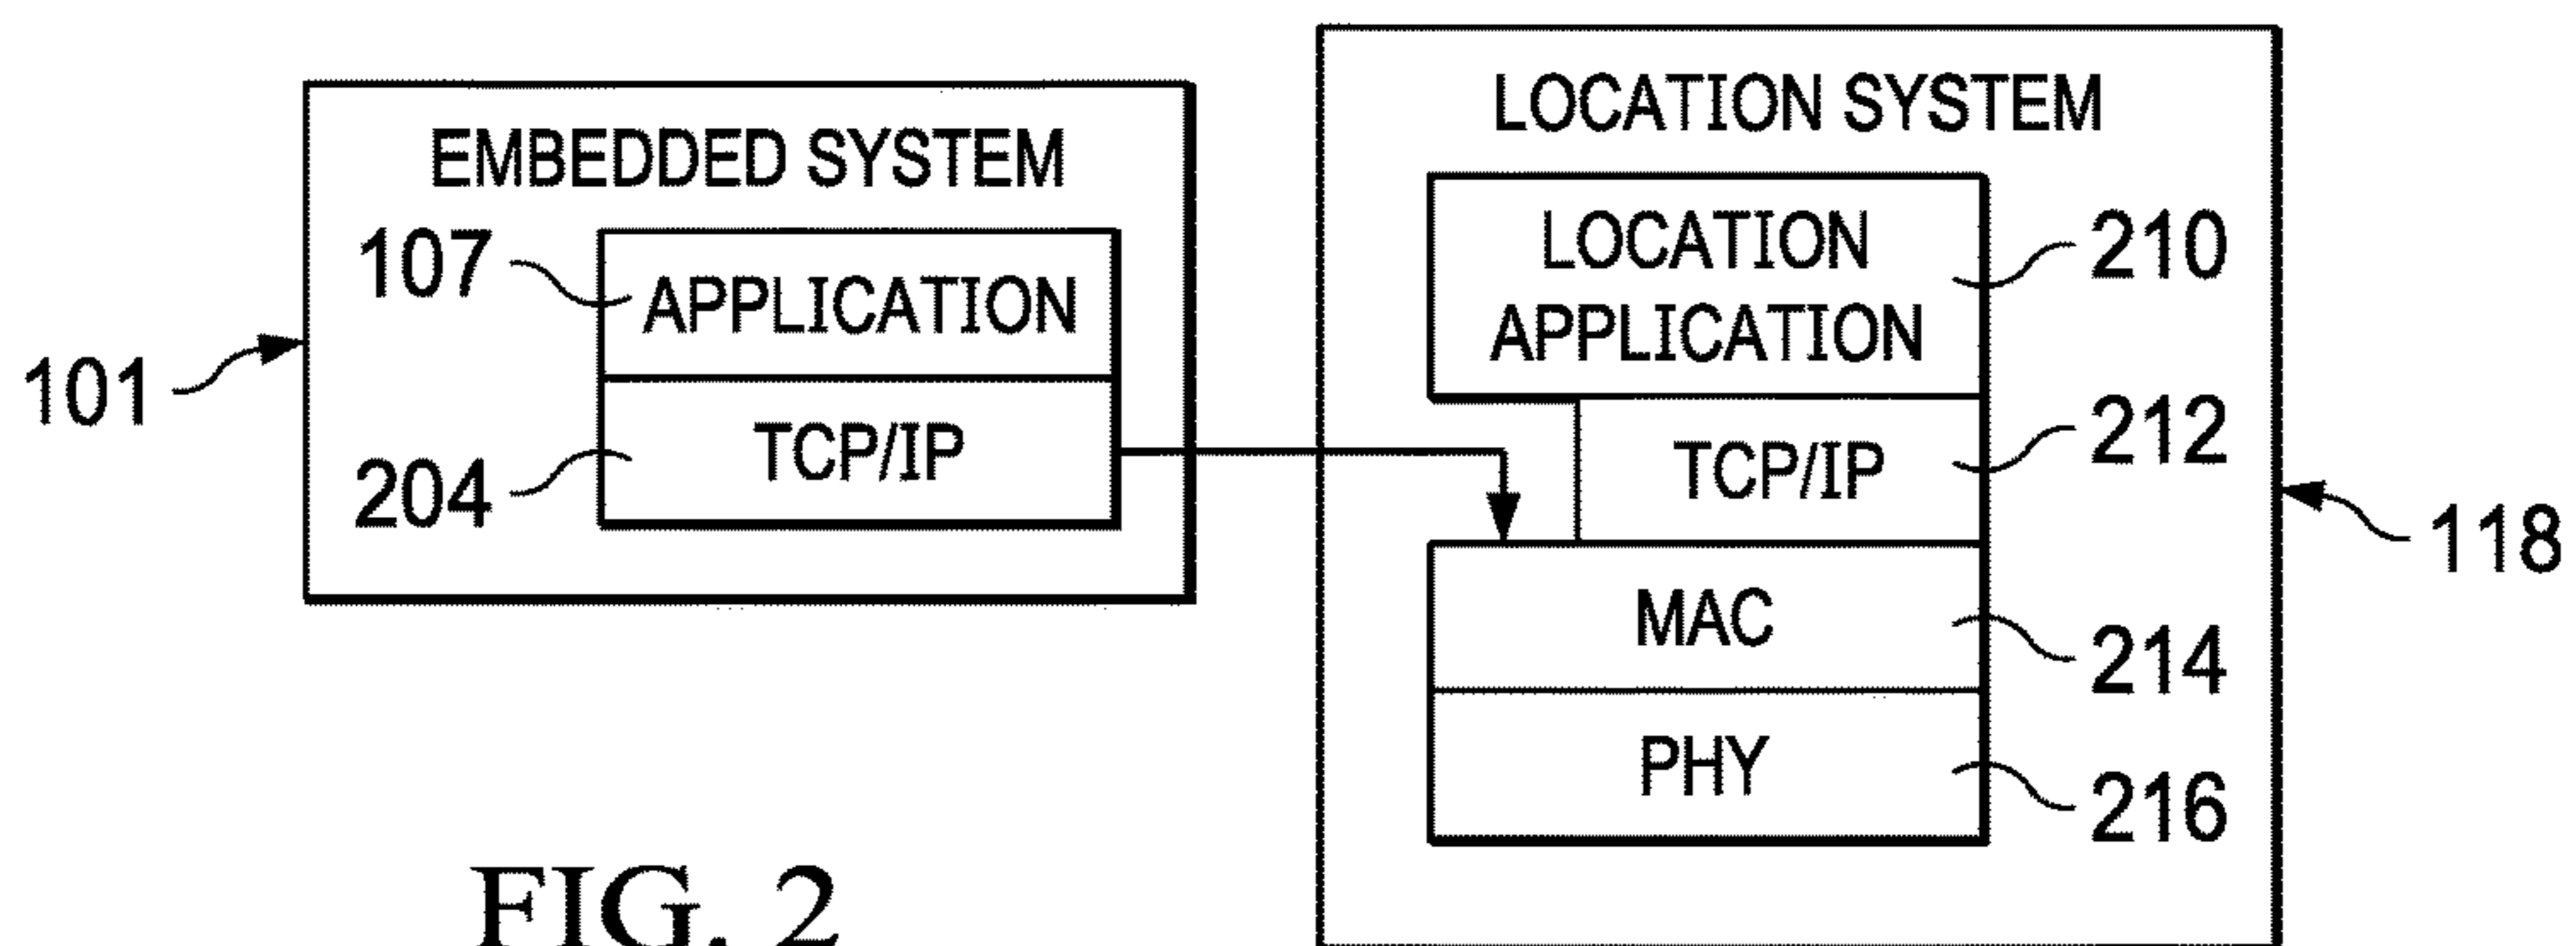 EMBEDDED SYSTEM
107
APPLICATION
101
204
TCP/IP
LOCATION SYSTEM
LOCATION
APPLICATION
210
TCP/IP
212
118
MAC
214
PHY
216
FIG. 2